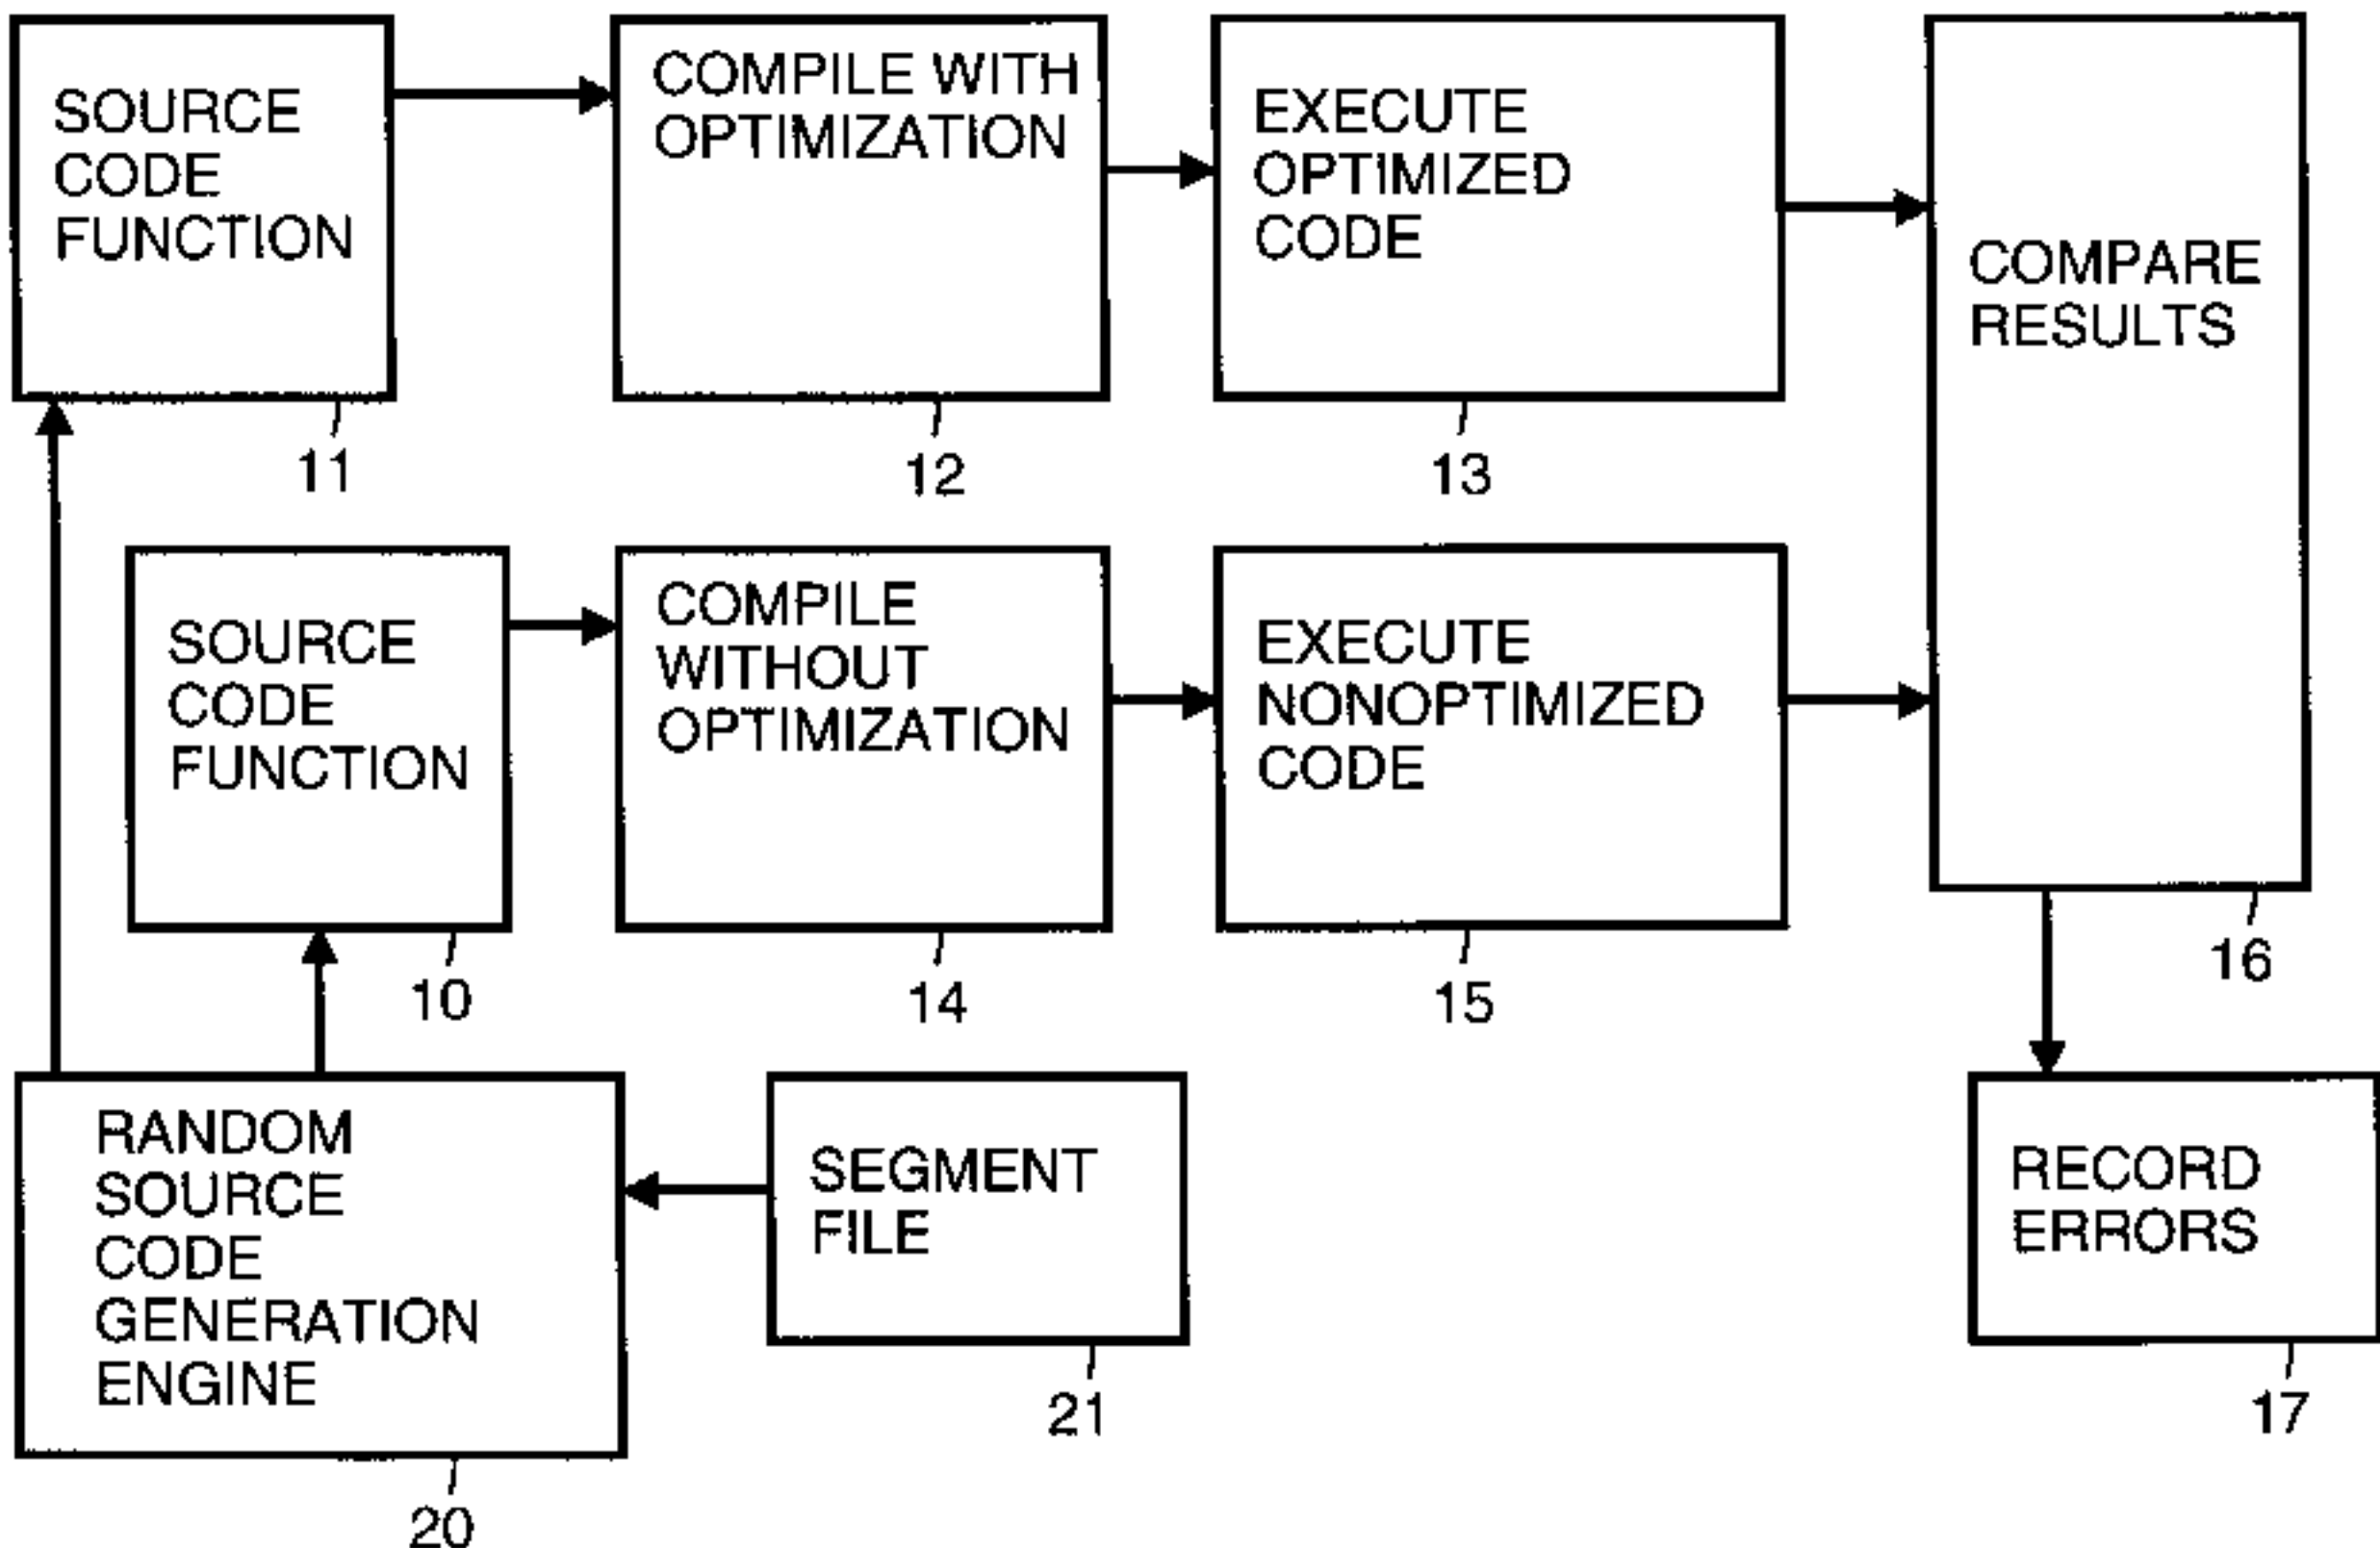 SOURCE
CODE
FUNCTION
11
COMPILE WITH
OPTIMIZATION
12
EXECUTE
OPTIMIZED
CODE
13
COMPARE
RESULTS
16
SOURCE
CODE
FUNCTION
10
COMPILE
WITHOUT
OPTIMIZATION
14
EXECUTE
NONOPTIMIZED
CODE
15
RANDOM
SOURCE
CODE
GENERATION
ENGINE
20
SEGMENT
FILE
21
RECORD
ERRORS
17